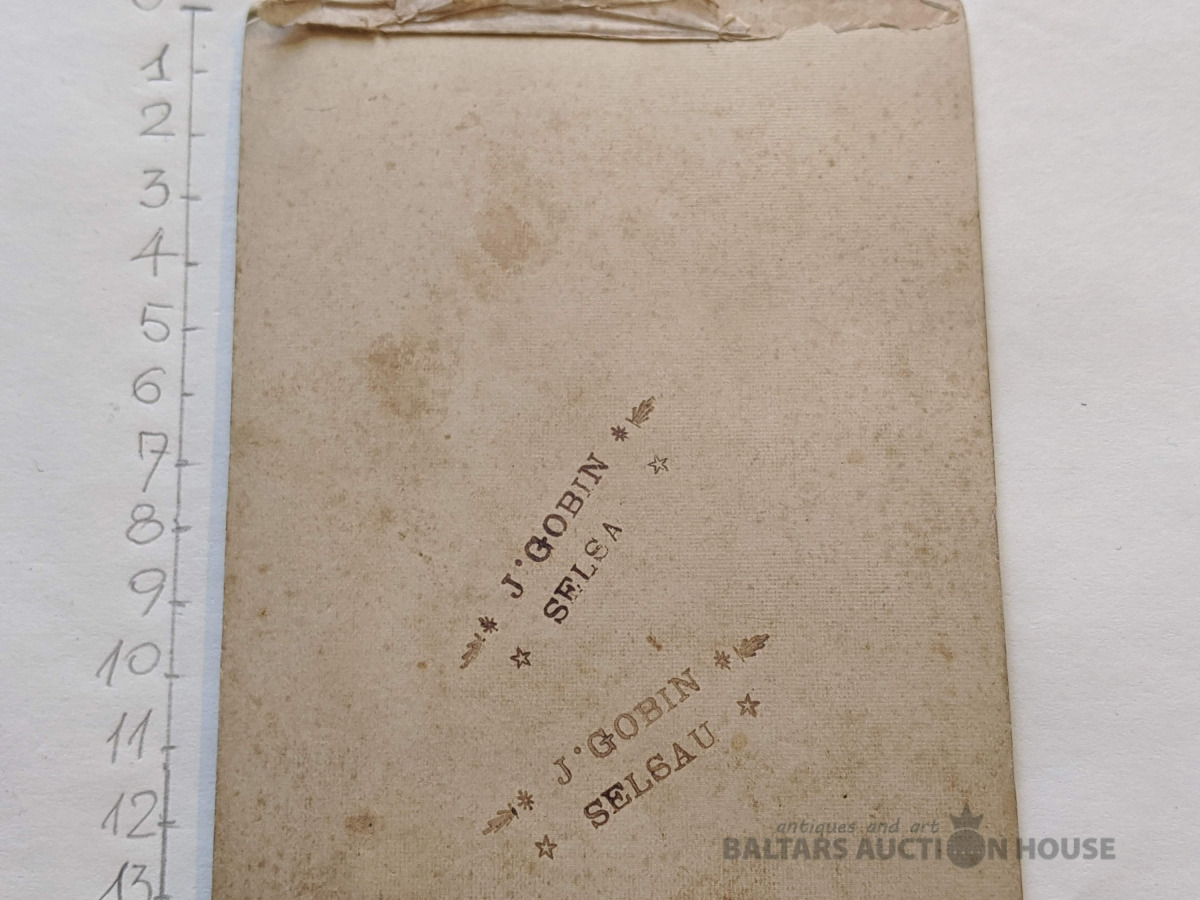 0
1
2
3
4
5
6
7
8
9
10
11
12
13
J°GOBIN *
SELSA
* J°GOBIN *
☆ SELSAU ☆
antiques and art
BALTARS AUCTION HOUSE